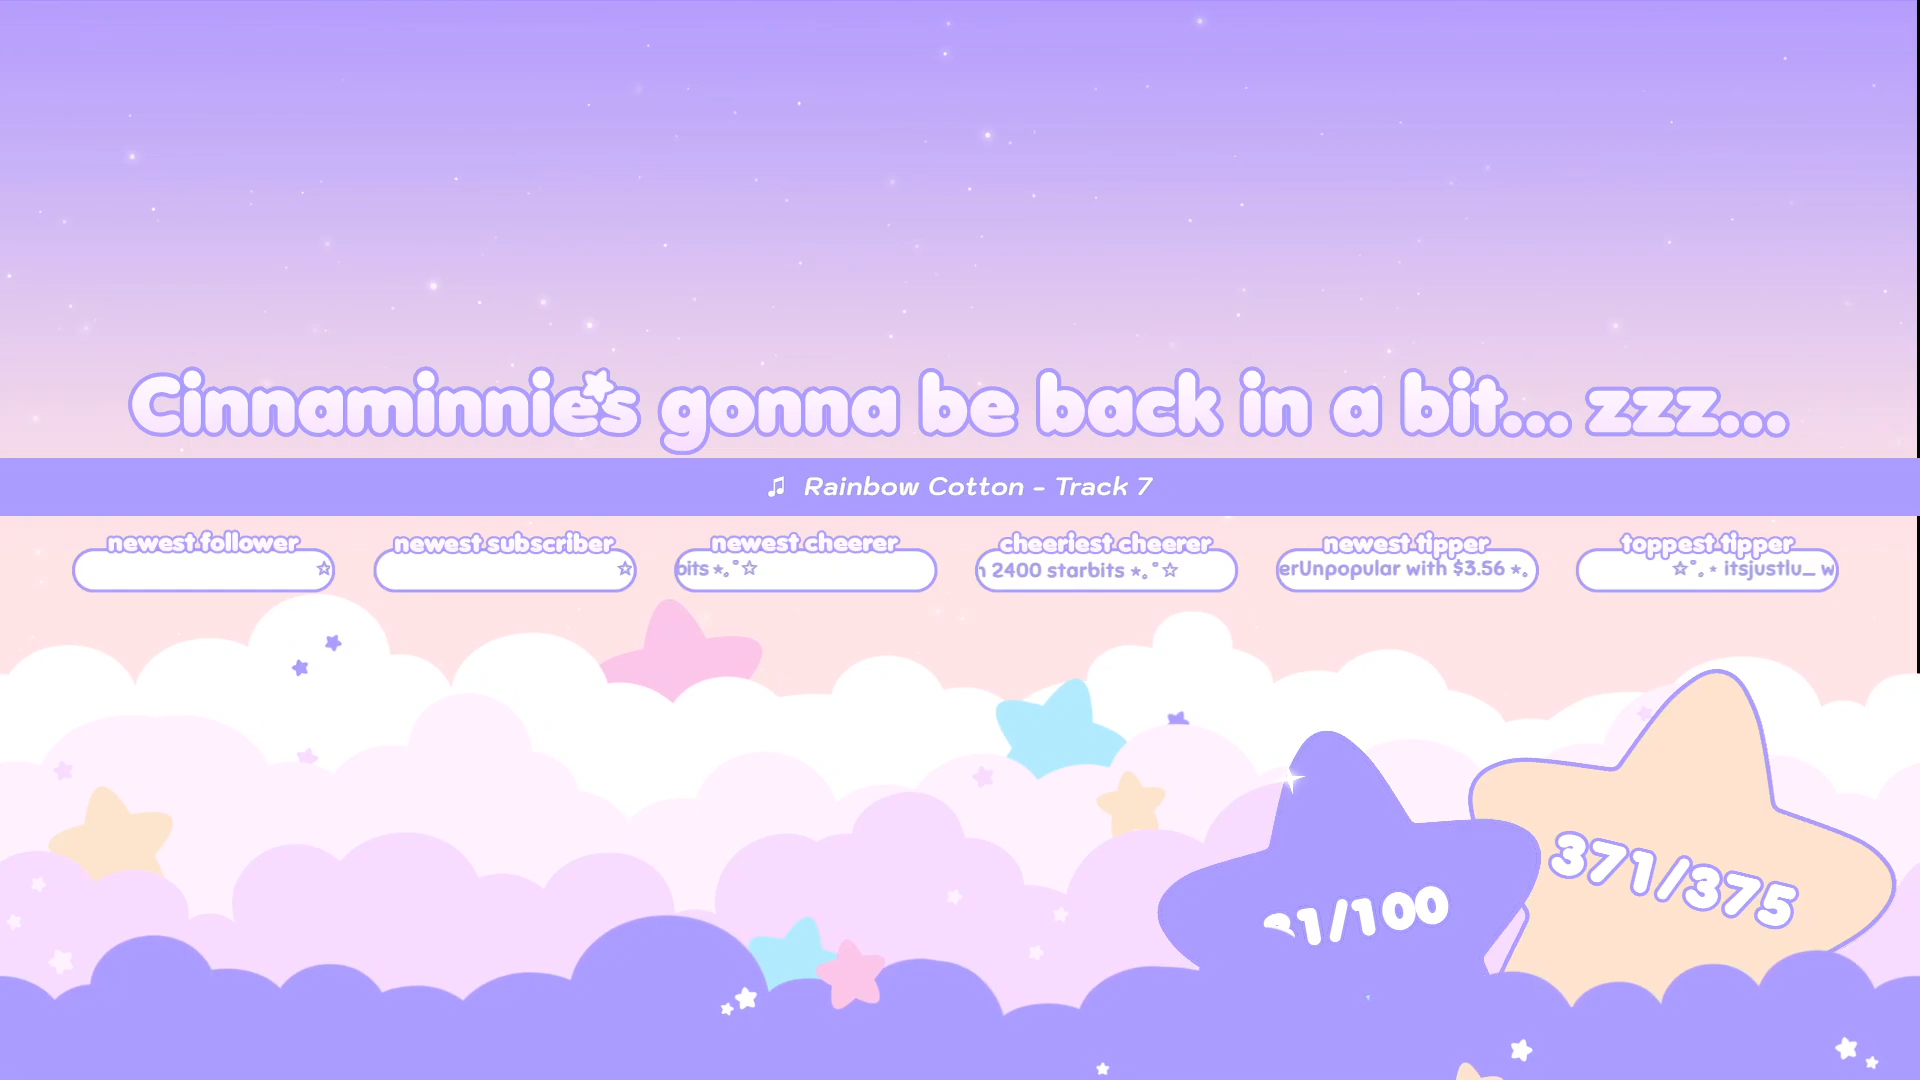 Cinnaminnie's gonna be back in a bit... zzz...
♫ Rainbow Cotton - Track 7
newest follower
newest subscriber
newest cheerer
cheeriest cheerer
newest tipper
toppest tipper
☆
☆
bits ⋆｡˚☆
2400 starbits ⋆｡˚☆
erUnpopular with $3.56 ⋆｡
☆˚｡⋆ itsjustlu_ w
371/375
31/100